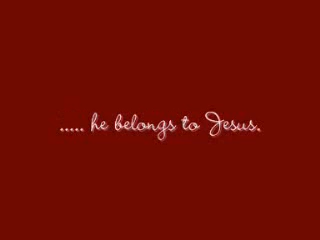 ..... he belongs to Jesus.